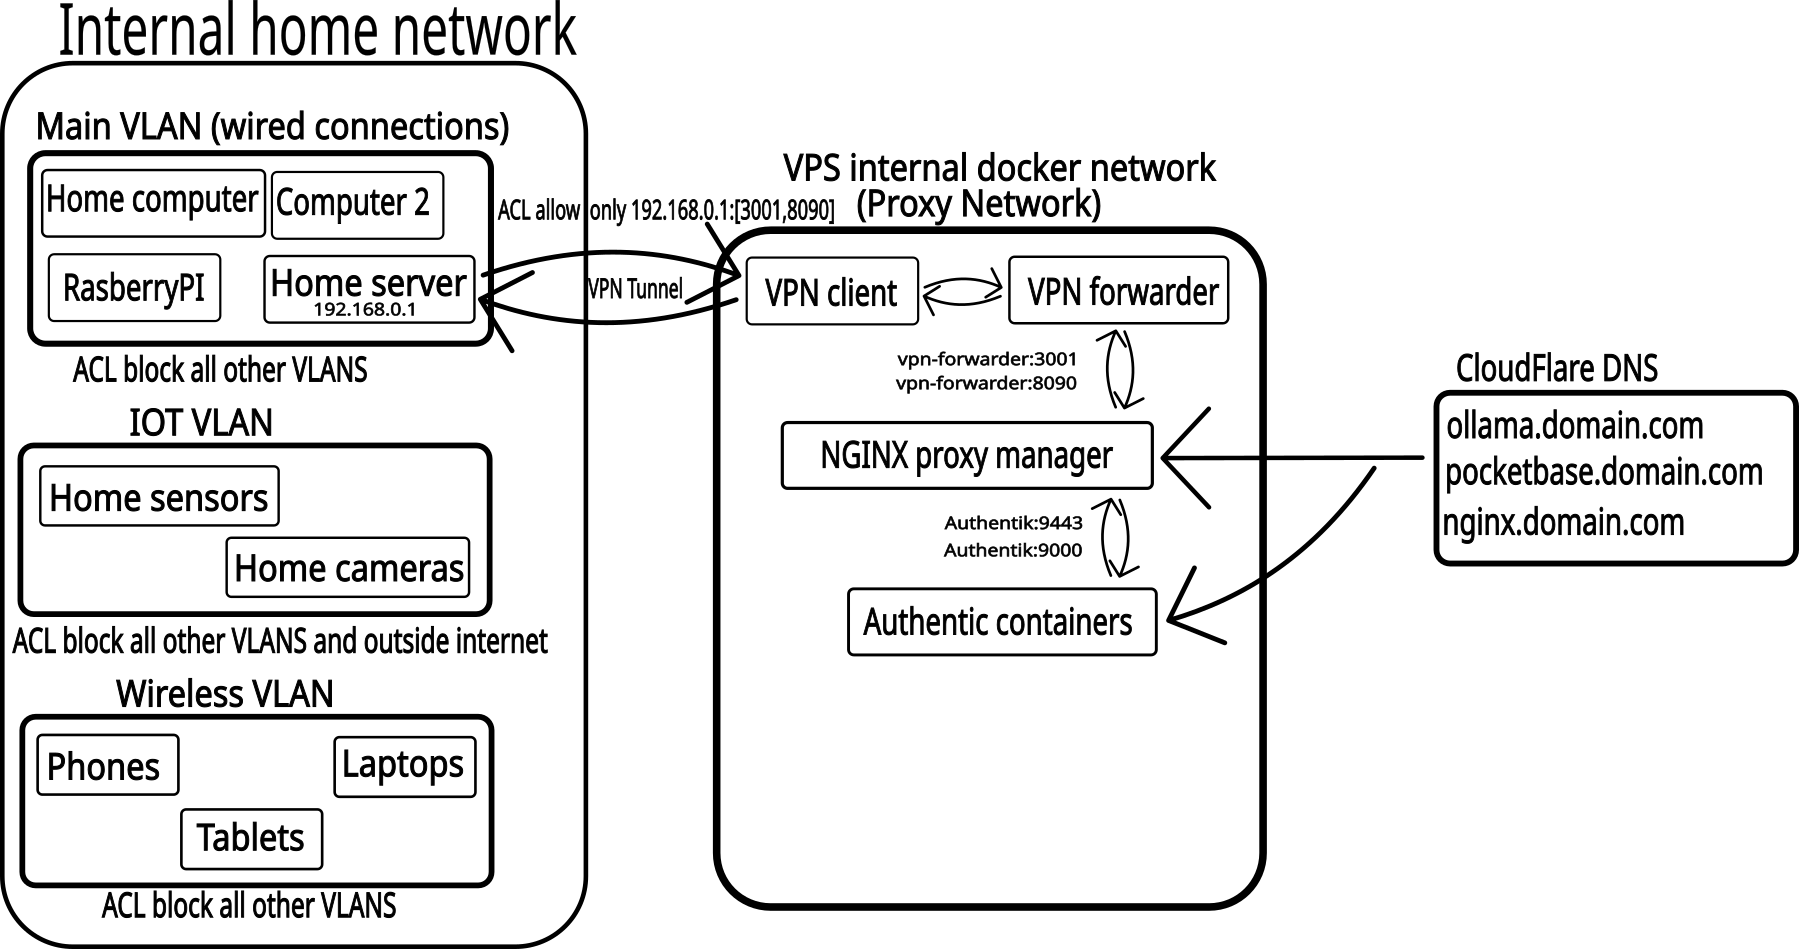 Internal home network
Main VLAN (wired connections)
Home computer
Computer 2
RasberryPI
Home server
192.168.0.1
ACL block all other VLANS
IOT VLAN
Home sensors
Home cameras
ACL block all other VLANS and outside internet
Wireless VLAN
Phones
Laptops
Tablets
ACL block all other VLANS
ACL allow only 192.168.0.1:[3001,8090]
VPN Tunnel
VPS internal docker network
(Proxy Network)
VPN client
VPN forwarder
vpn-forwarder:3001
vpn-forwarder:8090
NGINX proxy manager
Authentik:9443
Authentik:9000
Authentic containers
CloudFlare DNS
ollama.domain.com
pocketbase.domain.com
nginx.domain.com